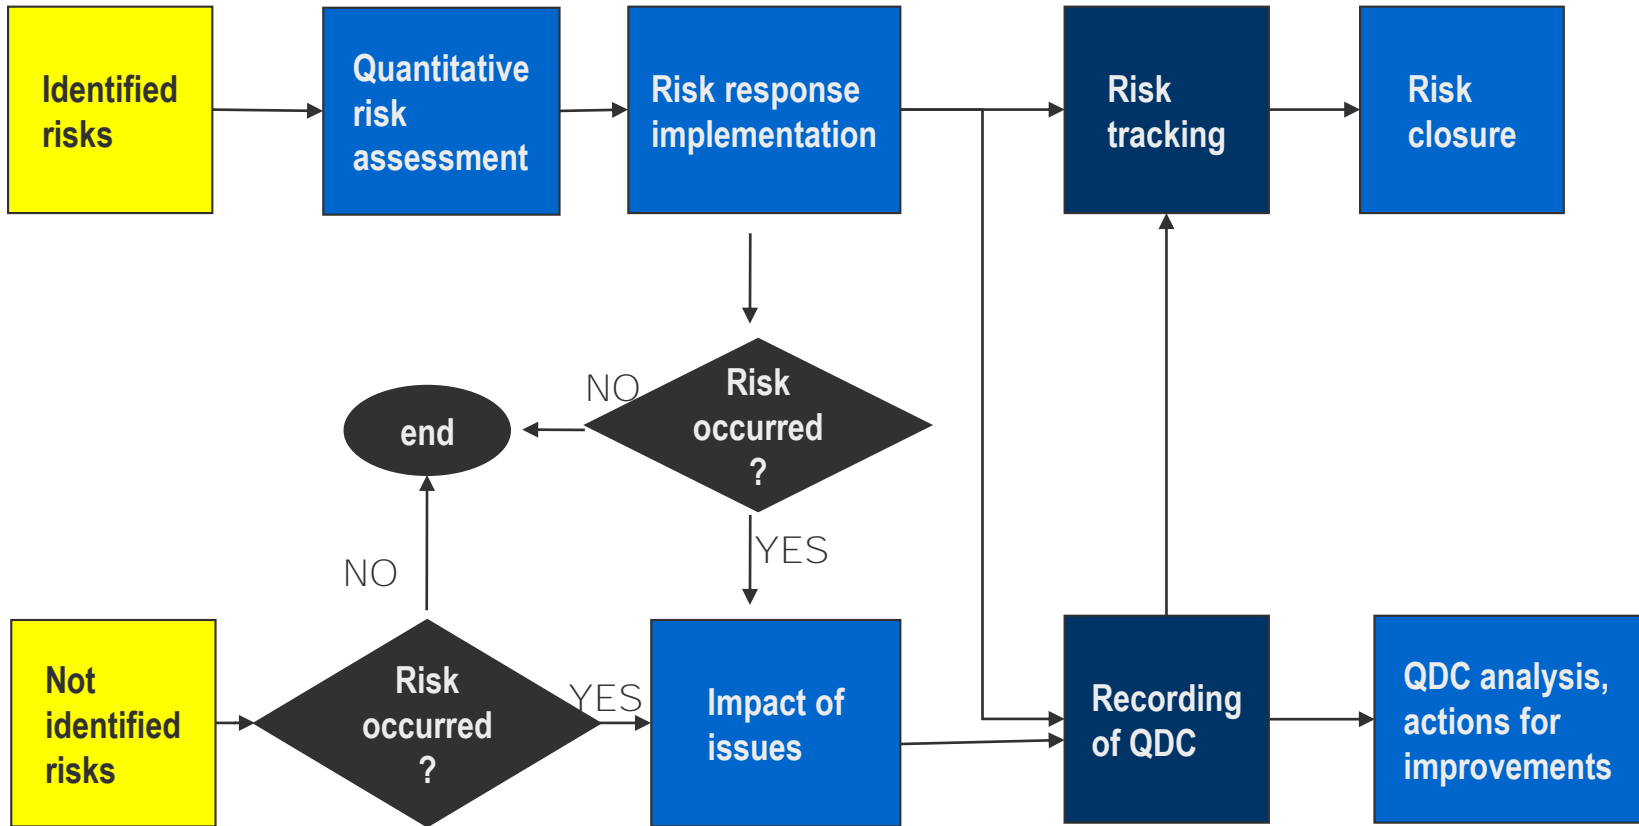 Identified
risks
Quantitative
risk
assessment
Risk response
implementation
Risk
tracking
Risk
closure
NO
Risk
occurred
?
end
YES
NO
Not
identified
risks
Risk
occurred
?
YES
Impact of
issues
Recording
of QDC
QDC analysis,
actions for
improvements